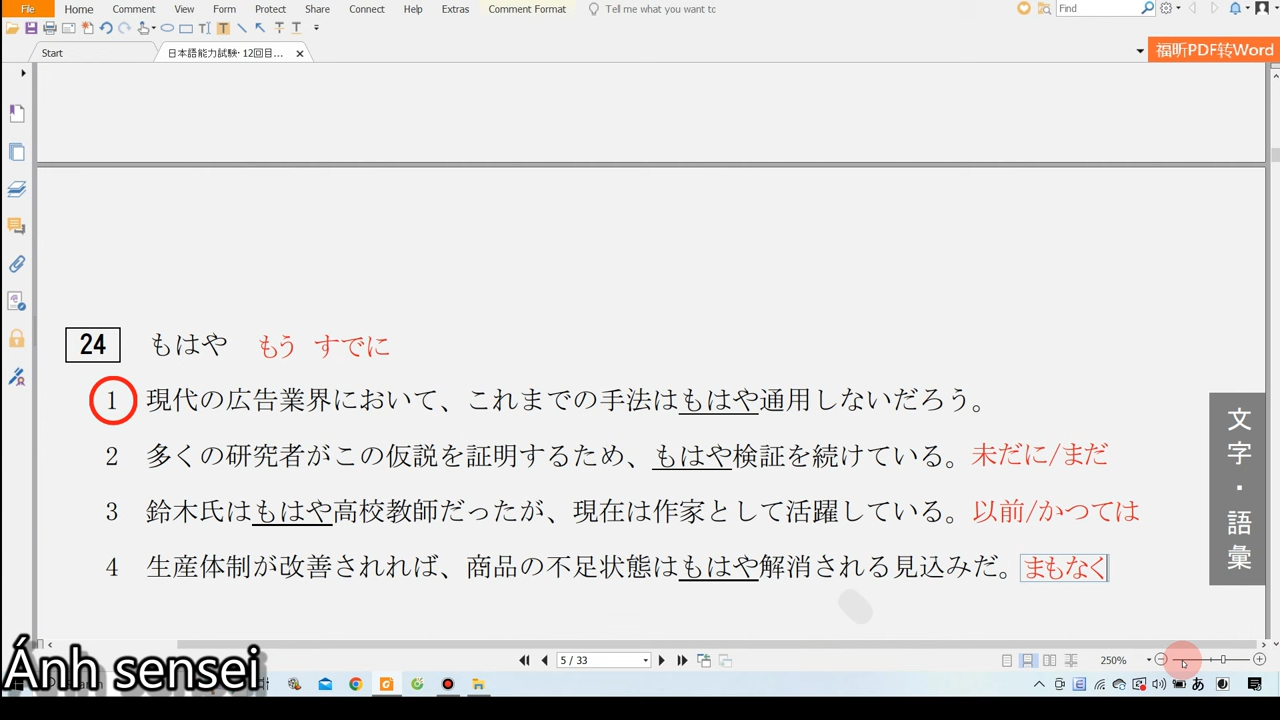 File Home Comment View Form Protect Share Connect Help Extras Comment Format Tell me what you want tc Find
Start 日本語能力試験・12回目... 福昕PDF转Word
24 もはや もう すでに
1 現代の広告業界において、これまでの手法はもはや通用しないだろう。
2 多くの研究者がこの仮説を証明するため、もはや検証を続けている。 未だに/まだ
3 鈴木氏はもはや高校教師だったが、現在は作家として活躍している。 以前/かつては
4 生産体制が改善されれば、商品の不足状態はもはや解消される見込みだ。 まもなく
文字・語彙
5 / 33 250%
Ánh sensei
あ